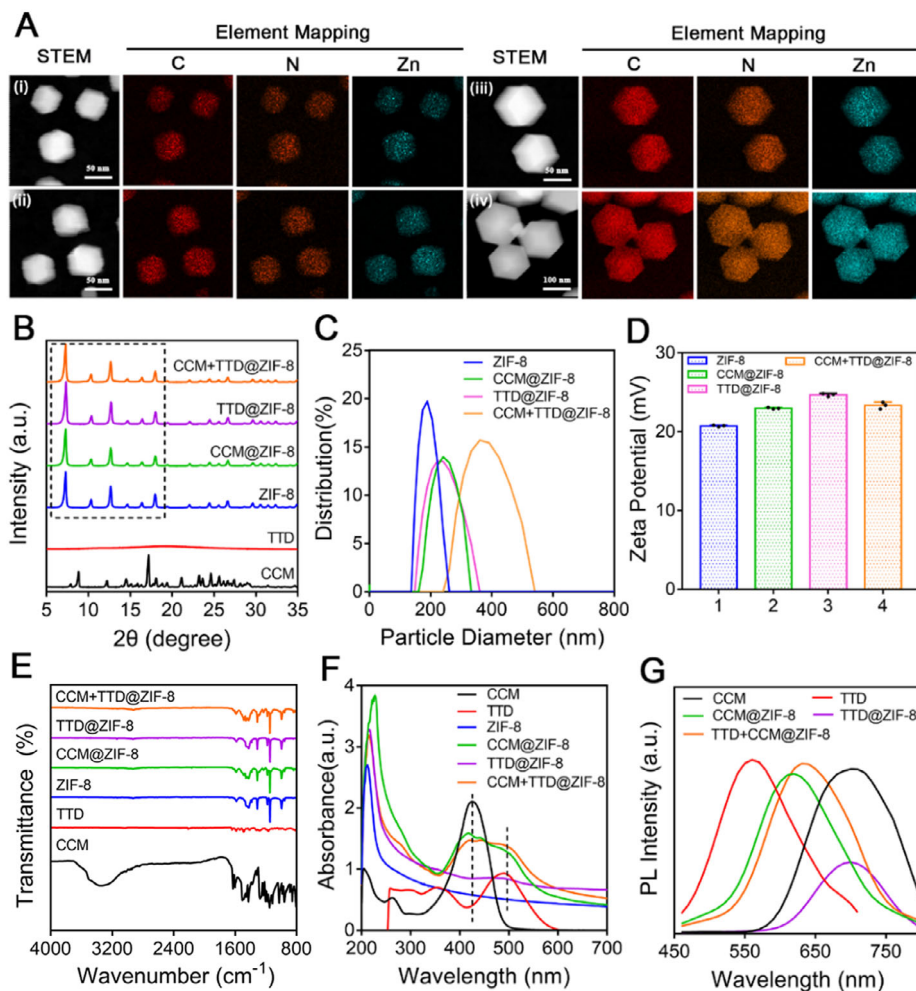 A
Element Mapping
STEM C N Zn
Element Mapping
STEM C N Zn
(i)
50 nm
(iii)
50 nm
(ii)
50 nm
(iv)
100 nm
B
Intensity (a.u.)
CCM+TTD@ZIF-8
TTD@ZIF-8
CCM@ZIF-8
ZIF-8
TTD
CCM
5 10 15 20 25 30 35
2θ (degree)
C
Distribution(%)
25
20
15
10
5
0
ZIF-8
CCM@ZIF-8
TTD@ZIF-8
CCM+TTD@ZIF-8
0 200 400 600 800
Particle Diameter (nm)
D
Zeta Potential (mV)
30
20
10
0
ZIF-8 CCM+TTD@ZIF-8
CCM@ZIF-8
TTD@ZIF-8
1 2 3 4
E
Transmittance (%)
CCM+TTD@ZIF-8
TTD@ZIF-8
CCM@ZIF-8
ZIF-8
TTD
CCM
4000 3200 2400 1600 800
Wavenumber (cm-1)
F
Absorbance(a.u.)
4
3
2
1
0
CCM
TTD
ZIF-8
CCM@ZIF-8
TTD@ZIF-8
CCM+TTD@ZIF-8
200 300 400 500 600 700
Wavelength (nm)
G
PL Intensity (a.u.)
CCM TTD
CCM@ZIF-8 TTD@ZIF-8
TTD+CCM@ZIF-8
450 550 650 750
Wavelength (nm)